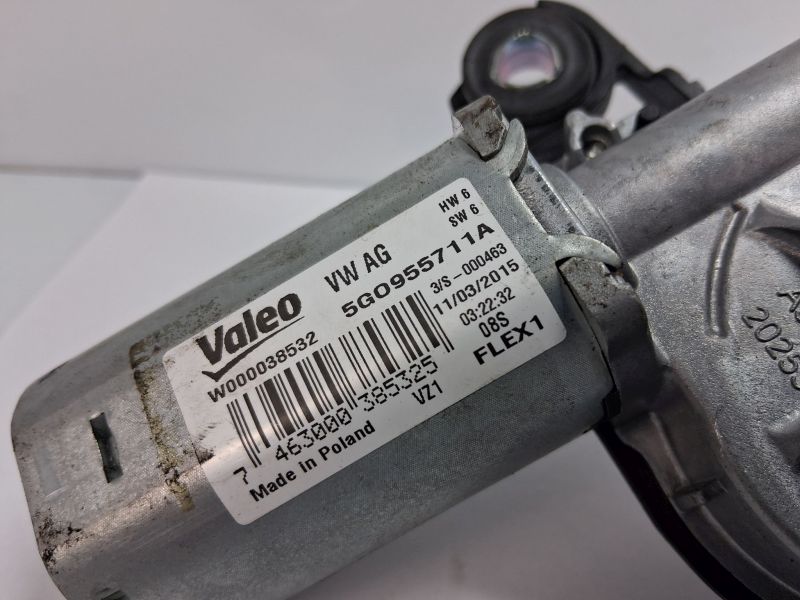 Valeo
VW AG
HW 6
SW 6
W000038532
5G0955711A
3/S-000463
11/03/2015
03:22:32
08S
FLEX1
7 463000 385325
VZ1
Made in Poland